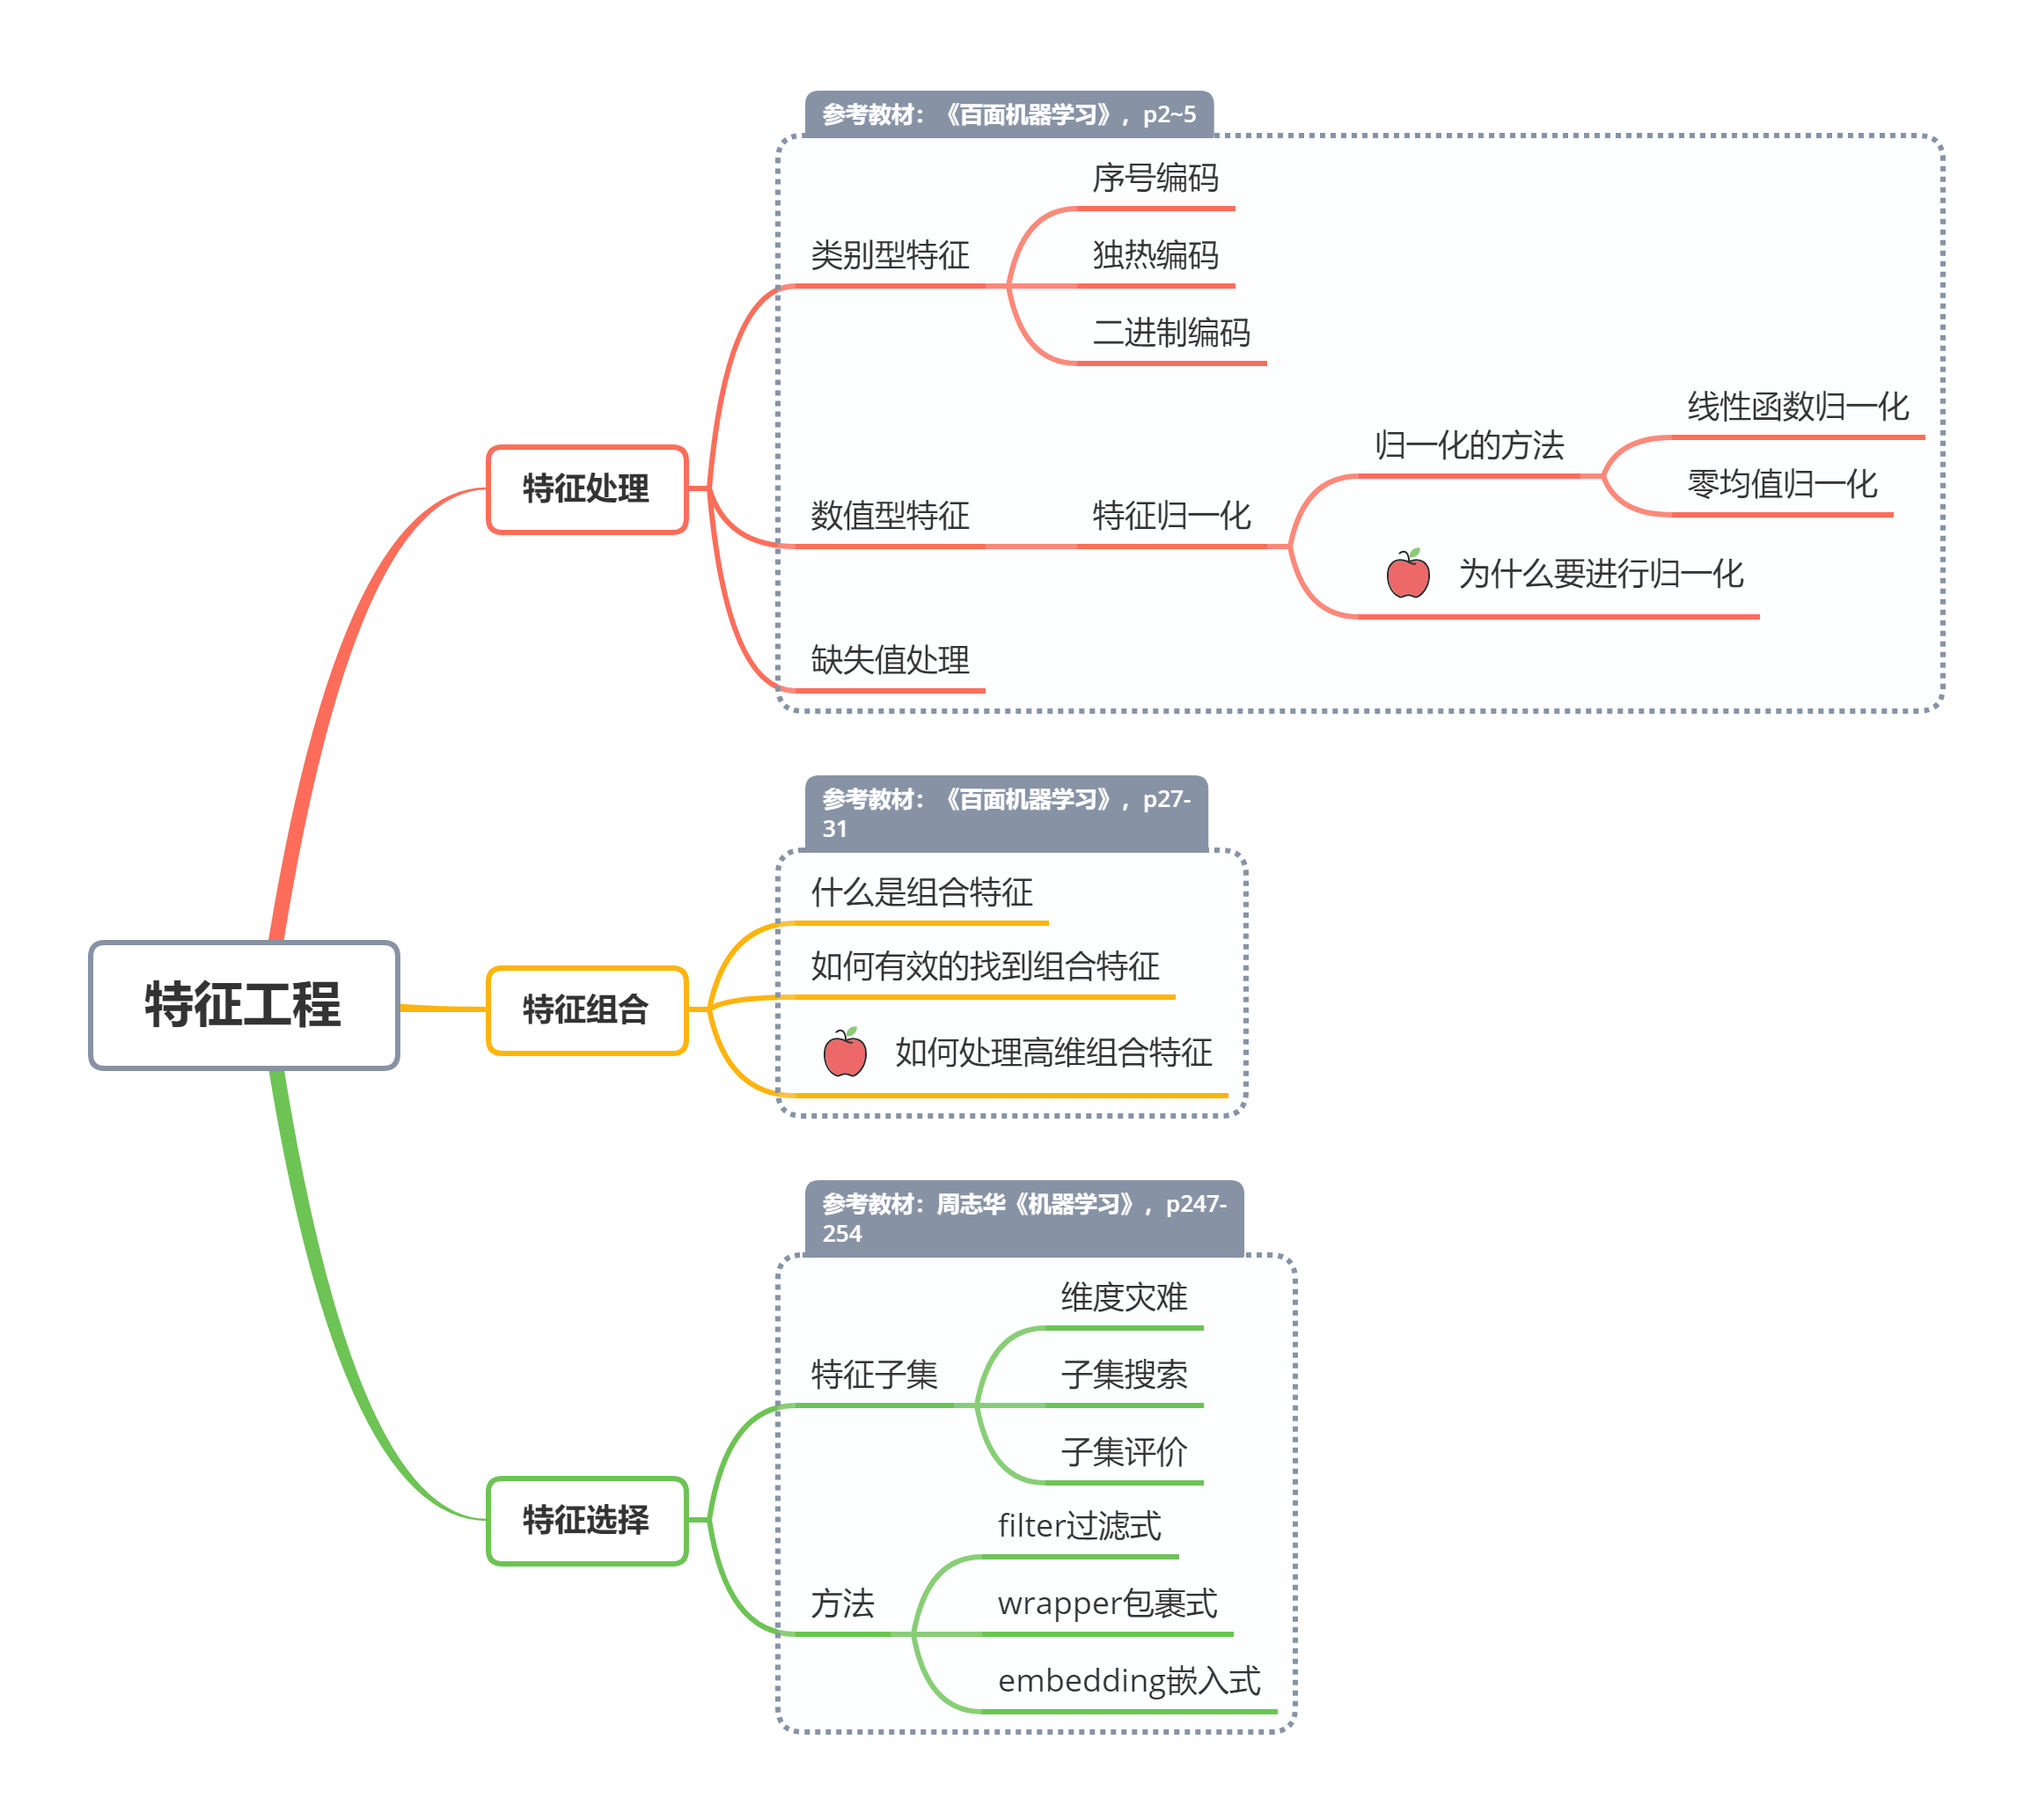 特征工程
特征处理
参考教材：《百面机器学习》，p2~5
类别型特征
序号编码
独热编码
二进制编码
数值型特征
特征归一化
归一化的方法
线性函数归一化
零均值归一化
为什么要进行归一化
缺失值处理
特征组合
参考教材：《百面机器学习》，p27-
31
什么是组合特征
如何有效的找到组合特征
如何处理高维组合特征
特征选择
参考教材：周志华《机器学习》，p247-
254
特征子集
维度灾难
子集搜索
子集评价
方法
filter过滤式
wrapper包裹式
embedding嵌入式